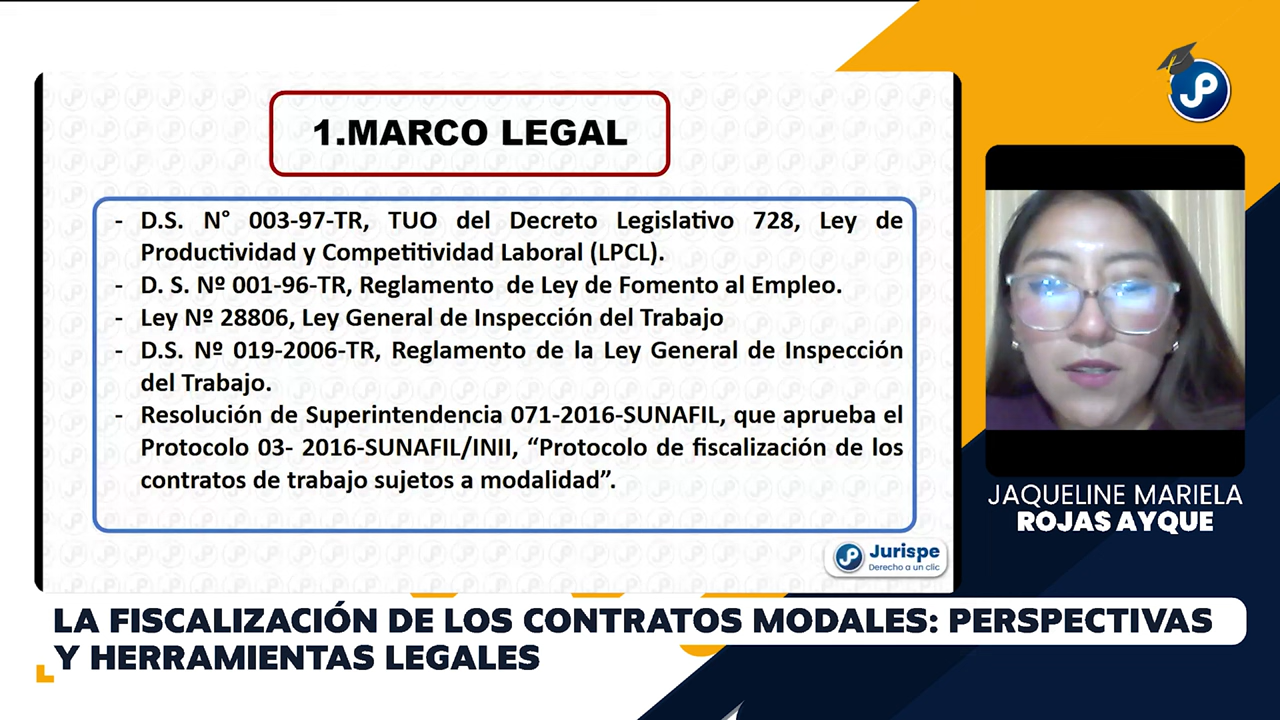 1.MARCO LEGAL
- D.S. N° 003-97-TR, TUO del Decreto Legislativo 728, Ley de
Productividad y Competitividad Laboral (LPCL).
- D. S. Nº 001-96-TR, Reglamento de Ley de Fomento al Empleo.
- Ley Nº 28806, Ley General de Inspección del Trabajo
- D.S. Nº 019-2006-TR, Reglamento de la Ley General de Inspección
del Trabajo.
- Resolución de Superintendencia 071-2016-SUNAFIL, que aprueba el
Protocolo 03- 2016-SUNAFIL/INII, “Protocolo de fiscalización de los
contratos de trabajo sujetos a modalidad”.
JP Jurispe
Derecho a un clic
JP
JAQUELINE MARIELA
ROJAS AYQUE
LA FISCALIZACIÓN DE LOS CONTRATOS MODALES: PERSPECTIVAS
Y HERRAMIENTAS LEGALES